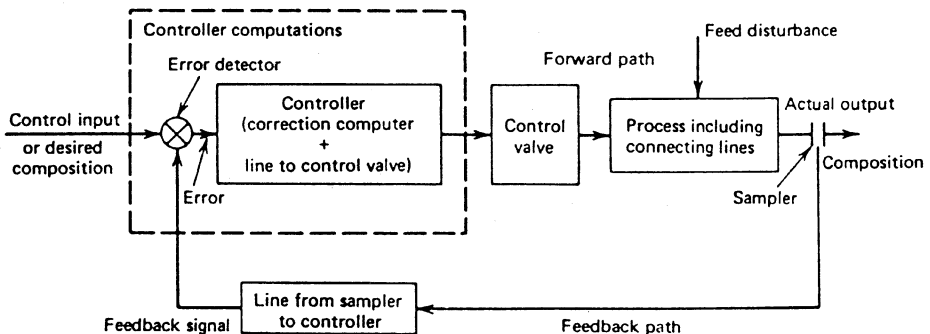 Controller computations
Feed disturbance
Error detector
Forward path
Control input
or desired
composition
Controller
(correction computer
+
line to control valve)
Control
valve
Process including
connecting lines
Actual output
Composition
Error
Sampler
Line from sampler
to controller
Feedback signal
Feedback path